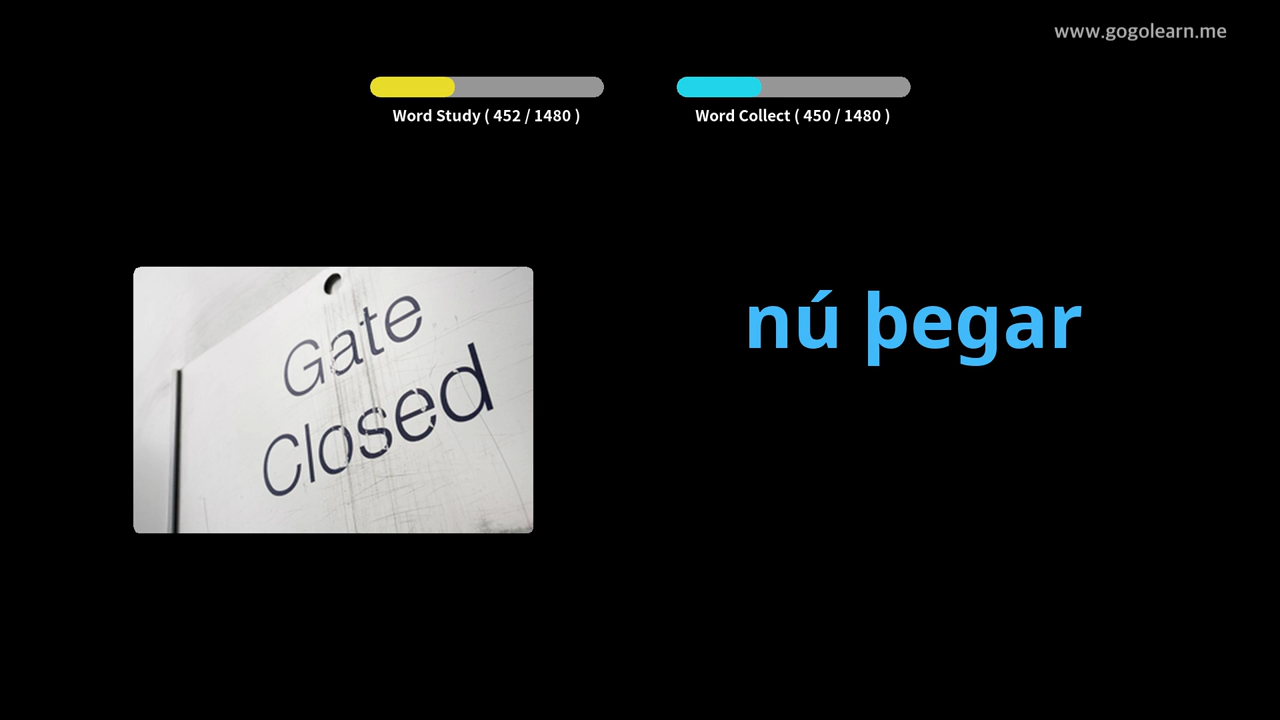 www.gogolearn.me
Word Study ( 452 / 1480 )
Word Collect ( 450 / 1480 )
Gate
Closed
nú þegar